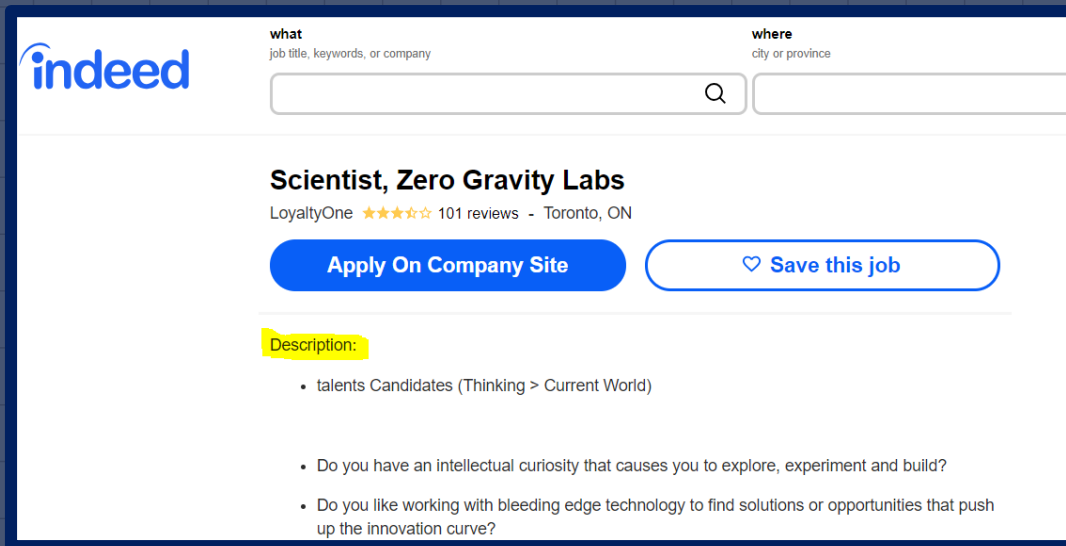 indeed
what
where
job title, keywords, or company
city or province
Scientist, Zero Gravity Labs
LoyaltyOne 101 reviews - Toronto, ON
Apply On Company Site
Save this job
Description:
• talents Candidates (Thinking > Current World)
• Do you have an intellectual curiosity that causes you to explore, experiment and build?
• Do you like working with bleeding edge technology to find solutions or opportunities that push
up the innovation curve?